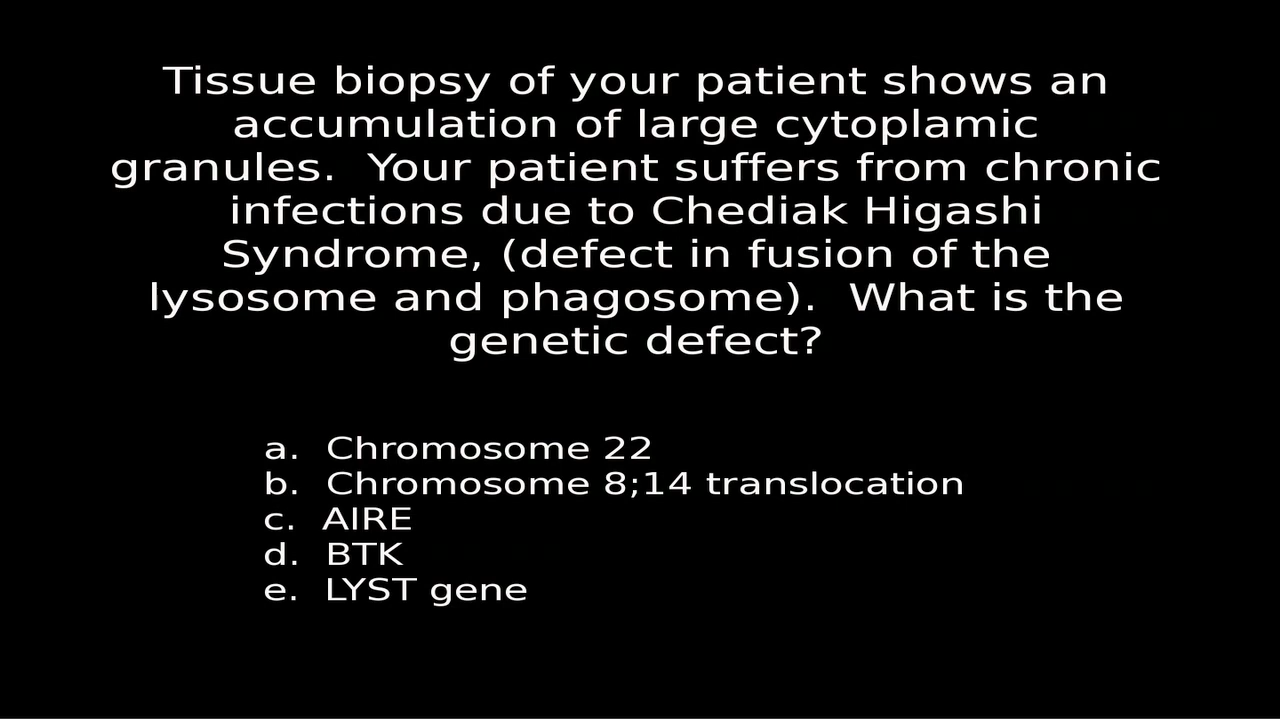 Tissue biopsy of your patient shows an
accumulation of large cytoplamic
granules.  Your patient suffers from chronic
infections due to Chediak Higashi
Syndrome, (defect in fusion of the
lysosome and phagosome).  What is the
genetic defect?
a.  Chromosome 22
b.  Chromosome 8;14 translocation
c.  AIRE
d.  BTK
e.  LYST gene